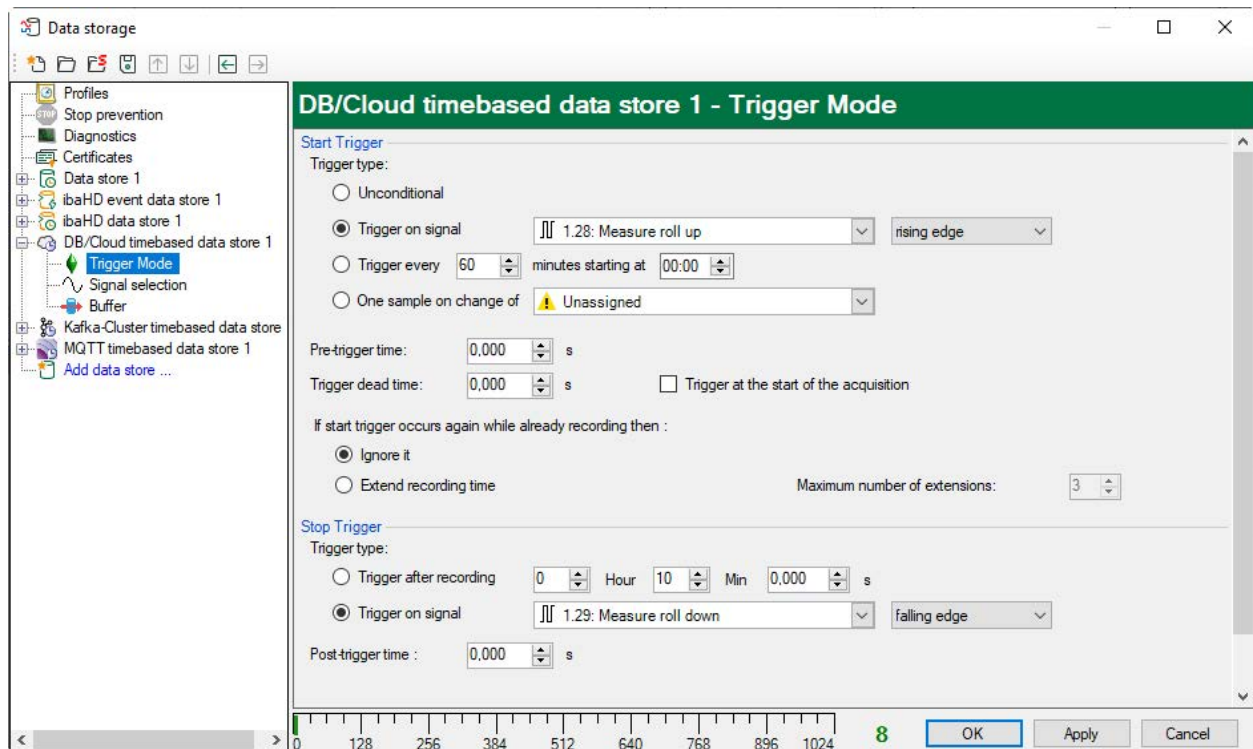 Data storage
Profiles
STOP Stop prevention
Diagnostics
Certificates
Data store 1
ibaHD event data store 1
ibaHD data store 1
DB/Cloud timebased data store 1
Trigger Mode
Signal selection
Buffer
Kafka-Cluster timebased data store
MQTT timebased data store 1
Add data store ...
DB/Cloud timebased data store 1 - Trigger Mode
Start Trigger
Trigger type:
Unconditional
Trigger on signal 1.28: Measure roll up rising edge
Trigger every 60 minutes starting at 00:00
One sample on change of Unassigned
Pre-trigger time: 0,000 s
Trigger dead time: 0,000 s Trigger at the start of the acquisition
If start trigger occurs again while already recording then :
Ignore it
Extend recording time Maximum number of extensions: 3
Stop Trigger
Trigger type:
Trigger after recording 0 Hour 10 Min 0,000 s
Trigger on signal 1.29: Measure roll down falling edge
Post-trigger time : 0,000 s
0 128 256 384 512 640 768 896 1024 8 OK Apply Cancel